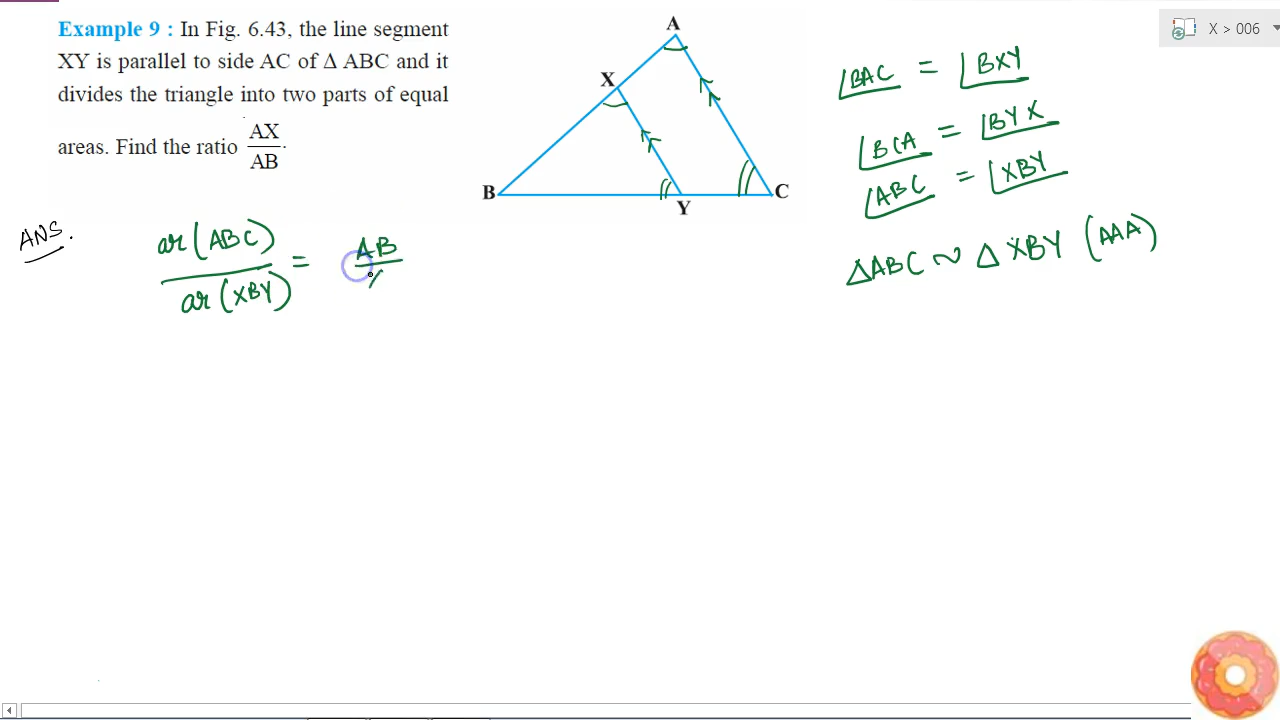 Example 9 : In Fig. 6.43, the line segment
XY is parallel to side AC of Δ ABC and it
divides the triangle into two parts of equal
areas. Find the ratio AX/AB.
A
X
B
Y
C
X > 006
∠BAC = ∠BXY
∠BCA = ∠BYX
∠ABC = ∠XBY
ΔABC ~ Δ XBY (AAA)
ANS.
ar(ABC)/ar(XBY) = AB/